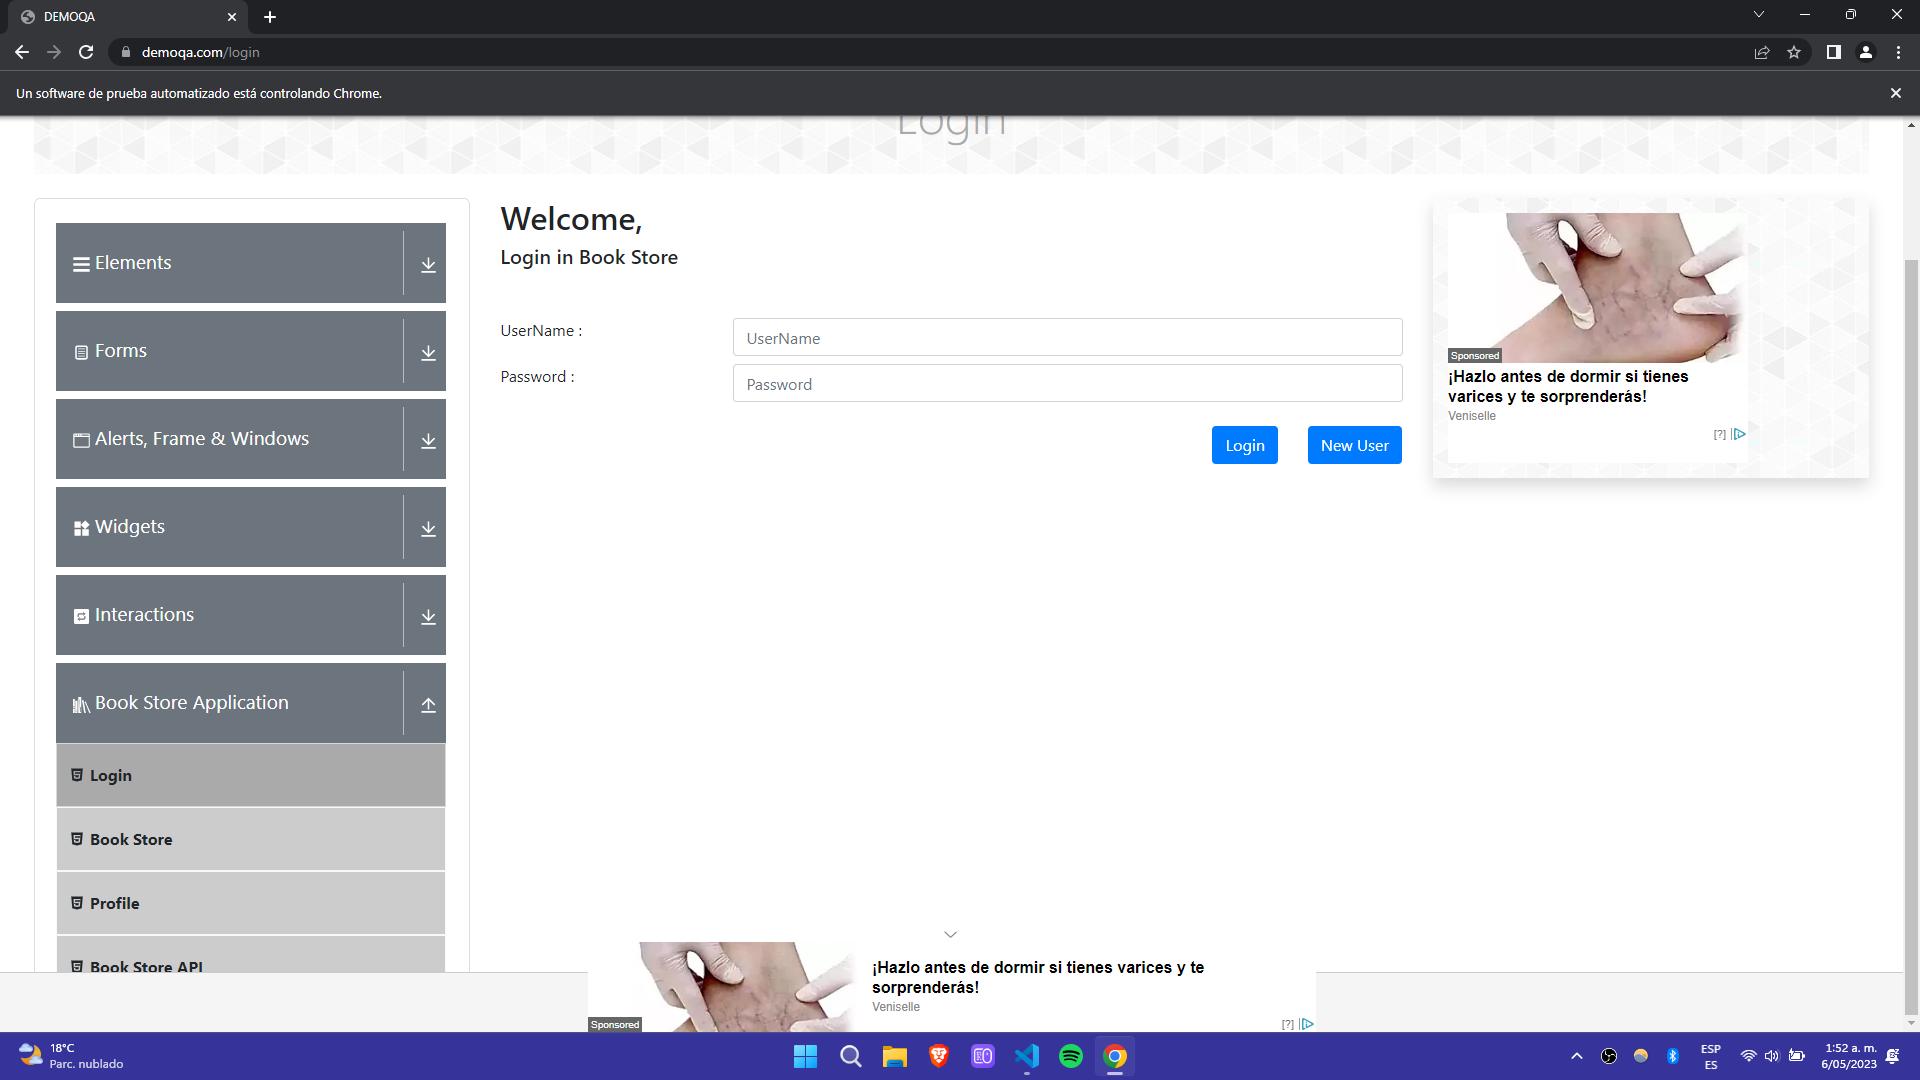 DEMOQA
demoqa.com/login
Un software de prueba automatizado está controlando Chrome.
Login
Elements
Forms
Alerts, Frame & Windows
Widgets
Interactions
Book Store Application
Login
Book Store
Profile
Book Store API
Welcome,
Login in Book Store
UserName :
UserName
Password :
Password
Login
New User
Sponsored
¡Hazlo antes de dormir si tienes
varices y te sorprenderás!
Veniselle
[?]
¡Hazlo antes de dormir si tienes varices y te
sorprenderás!
Veniselle
Sponsored
[?]
18°C
Parc. nublado
ESP
ES
1:52 a. m.
6/05/2023